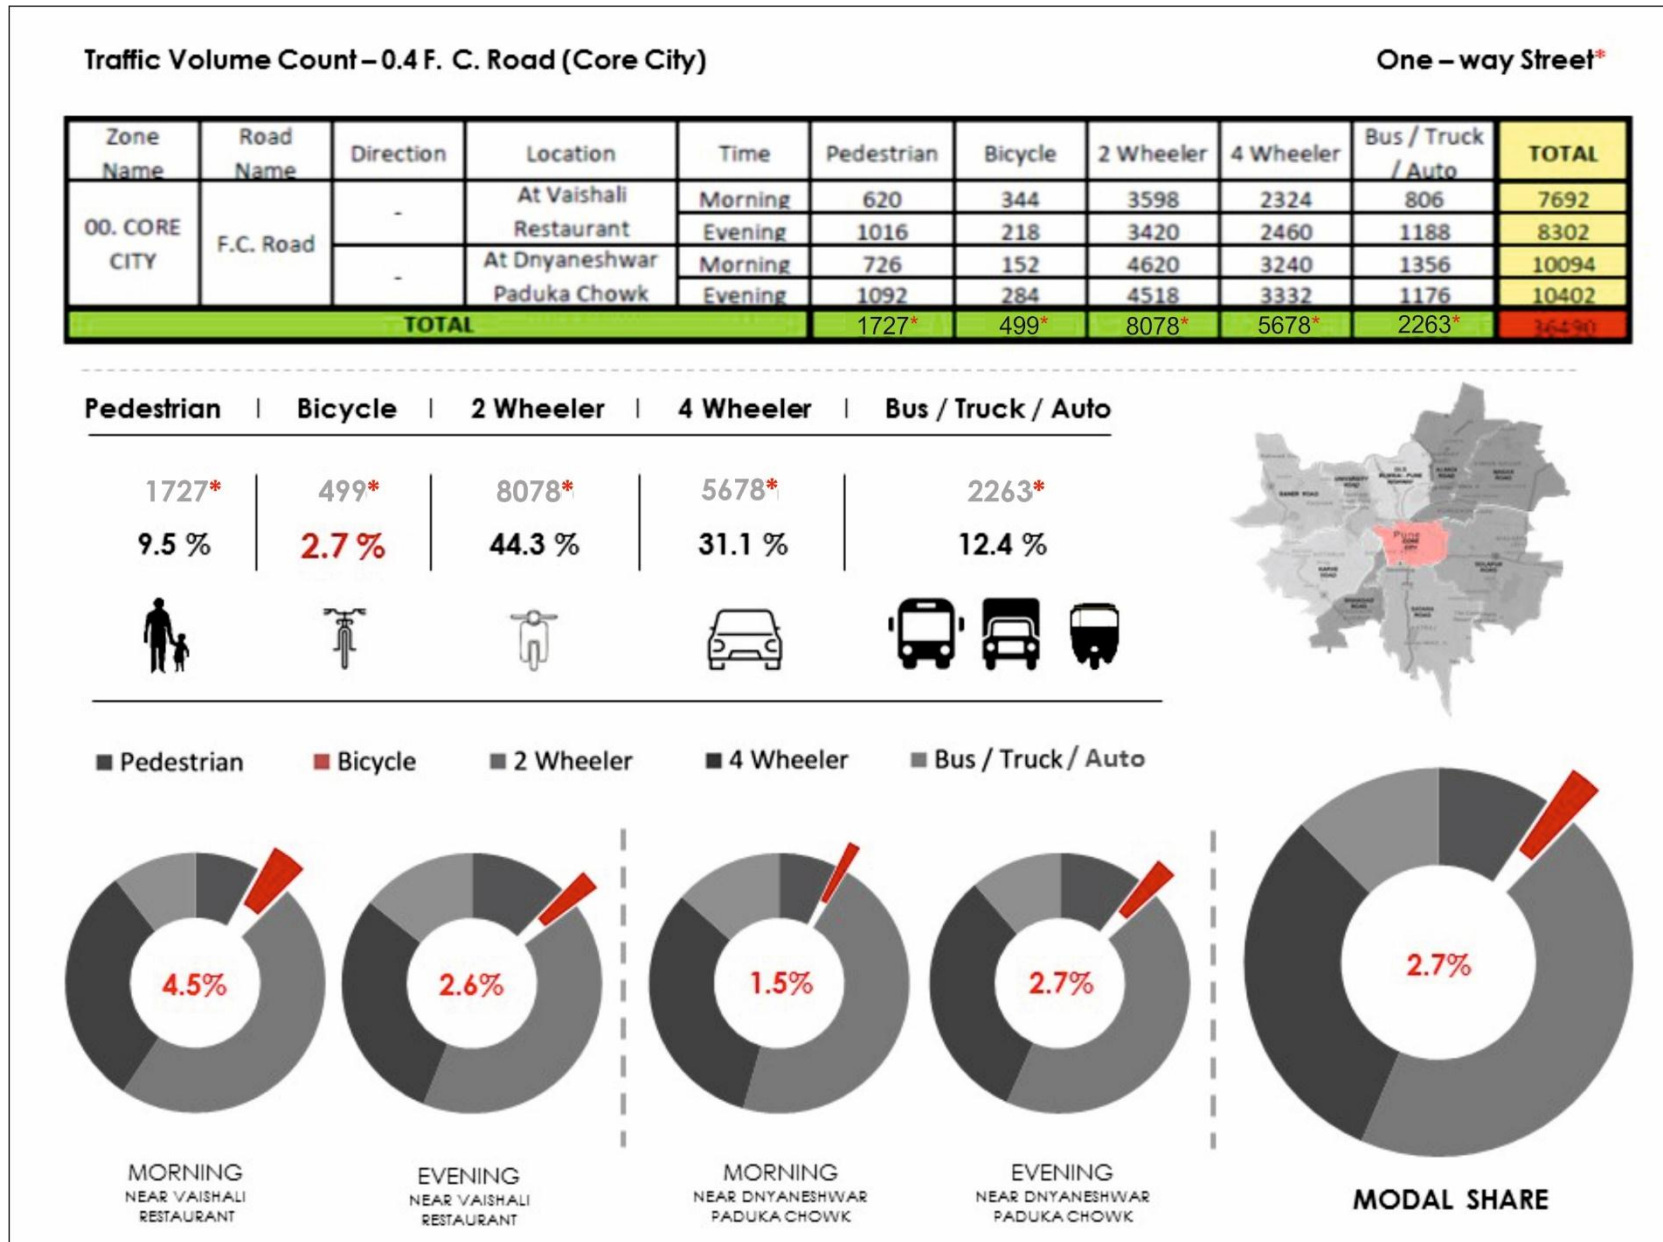 Traffic Volume Count – 0.4 F. C. Road (Core City)
One – way Street*
Zone Name | Road Name | Direction | Location | Time | Pedestrian | Bicycle | 2 Wheeler | 4 Wheeler | Bus / Truck / Auto | TOTAL
00. CORE CITY | F.C. Road | - | At Vaishali Restaurant | Morning | 620 | 344 | 3598 | 2324 | 806 | 7692
Evening | 1016 | 218 | 3420 | 2460 | 1188 | 8302
- | At Dnyaneshwar Paduka Chowk | Morning | 726 | 152 | 4620 | 3240 | 1356 | 10094
Evening | 1092 | 284 | 4518 | 3332 | 1176 | 10402
TOTAL | 1727* | 499* | 8078* | 5678* | 2263* | 36490
Pedestrian | Bicycle | 2 Wheeler | 4 Wheeler | Bus / Truck / Auto
1727* 499* 8078* 5678* 2263*
9.5 % 2.7 % 44.3 % 31.1 % 12.4 %
Pune
CORE CITY
Pedestrian Bicycle 2 Wheeler 4 Wheeler Bus / Truck / Auto
4.5%
2.6%
1.5%
2.7%
2.7%
MORNING
NEAR VAISHALI
RESTAURANT
EVENING
NEAR VAISHALI
RESTAURANT
MORNING
NEAR DNYANESHWAR
PADUKA CHOWK
EVENING
NEAR DNYANESHWAR
PADUKA CHOWK
MODAL SHARE